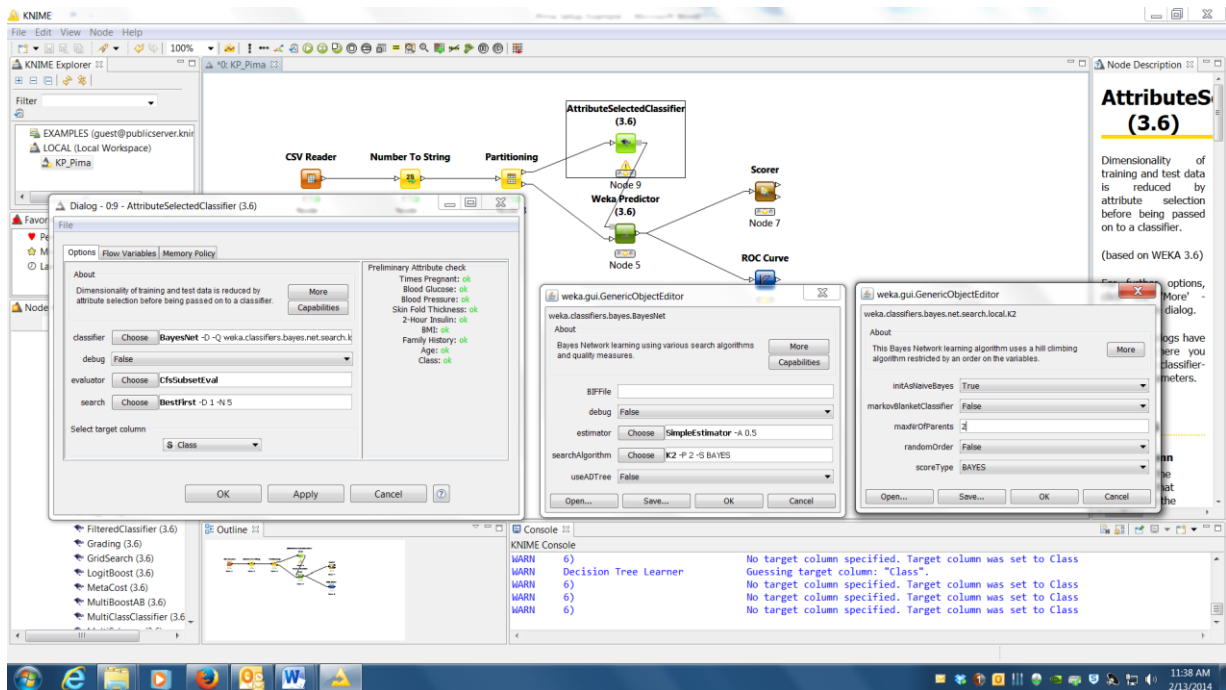 KNIME
File Edit View Node Help
100%
KNIME Explorer
Filter
EXAMPLES (guest@publicserver.knir
LOCAL (Local Workspace)
KP_Pima
Favor
Node
*0: KP_Pima
CSV Reader
Number To String
Partitioning
AttributeSelectedClassifier
(3.6)
Node 9
Weka Predictor
(3.6)
Node 5
Scorer
Node 7
ROC Curve
Node Description
AttributeS
(3.6)
Dimensionality of
training and test data
is reduced by
attribute selection
before being passed
on to a classifier.
(based on WEKA 3.6)
options,
'More' -
dialog.
Dialog - 0:9 - AttributeSelectedClassifier (3.6)
File
Options Flow Variables Memory Policy
About
Dimensionality of training and test data is reduced by
attribute selection before being passed on to a classifier.
More
Capabilities
classifier Choose BayesNet -D -Q weka.classifiers.bayes.net.search.k
debug False
evaluator Choose CfsSubsetEval
search Choose BestFirst -D 1 -N 5
Select target column
S Class
Preliminary Attribute check
Times Pregnant: ok
Blood Glucose: ok
Blood Pressure: ok
Skin Fold Thickness: ok
2-Hour Insulin: ok
BMI: ok
Family History: ok
Age: ok
Class: ok
OK Apply Cancel
weka.gui.GenericObjectEditor
weka.classifiers.bayes.BayesNet
About
Bayes Network learning using various search algorithms
and quality measures.
More
Capabilities
BIFFile
debug False
estimator Choose SimpleEstimator -A 0.5
searchAlgorithm Choose K2 -P 2 -S BAYES
useADTree False
Open... Save... OK Cancel
weka.gui.GenericObjectEditor
weka.classifiers.bayes.net.search.local.K2
About
This Bayes Network learning algorithm uses a hill climbing
algorithm restricted by an order on the variables.
More
initAsNaiveBayes True
markovBlanketClassifier False
maxNrOfParents 2
randomOrder False
scoreType BAYES
Open... Save... OK Cancel
FilteredClassifier (3.6)
Grading (3.6)
GridSearch (3.6)
LogitBoost (3.6)
MetaCost (3.6)
MultiBoostAB (3.6)
MultiClassClassifier (3.6
Outline
Console
KNIME Console
WARN 6) No target column specified. Target column was set to Class
WARN Decision Tree Learner Guessing target column: "Class".
WARN 6) No target column specified. Target column was set to Class
WARN 6) No target column specified. Target column was set to Class
WARN 6) No target column specified. Target column was set to Class
11:38 AM
2/13/2014